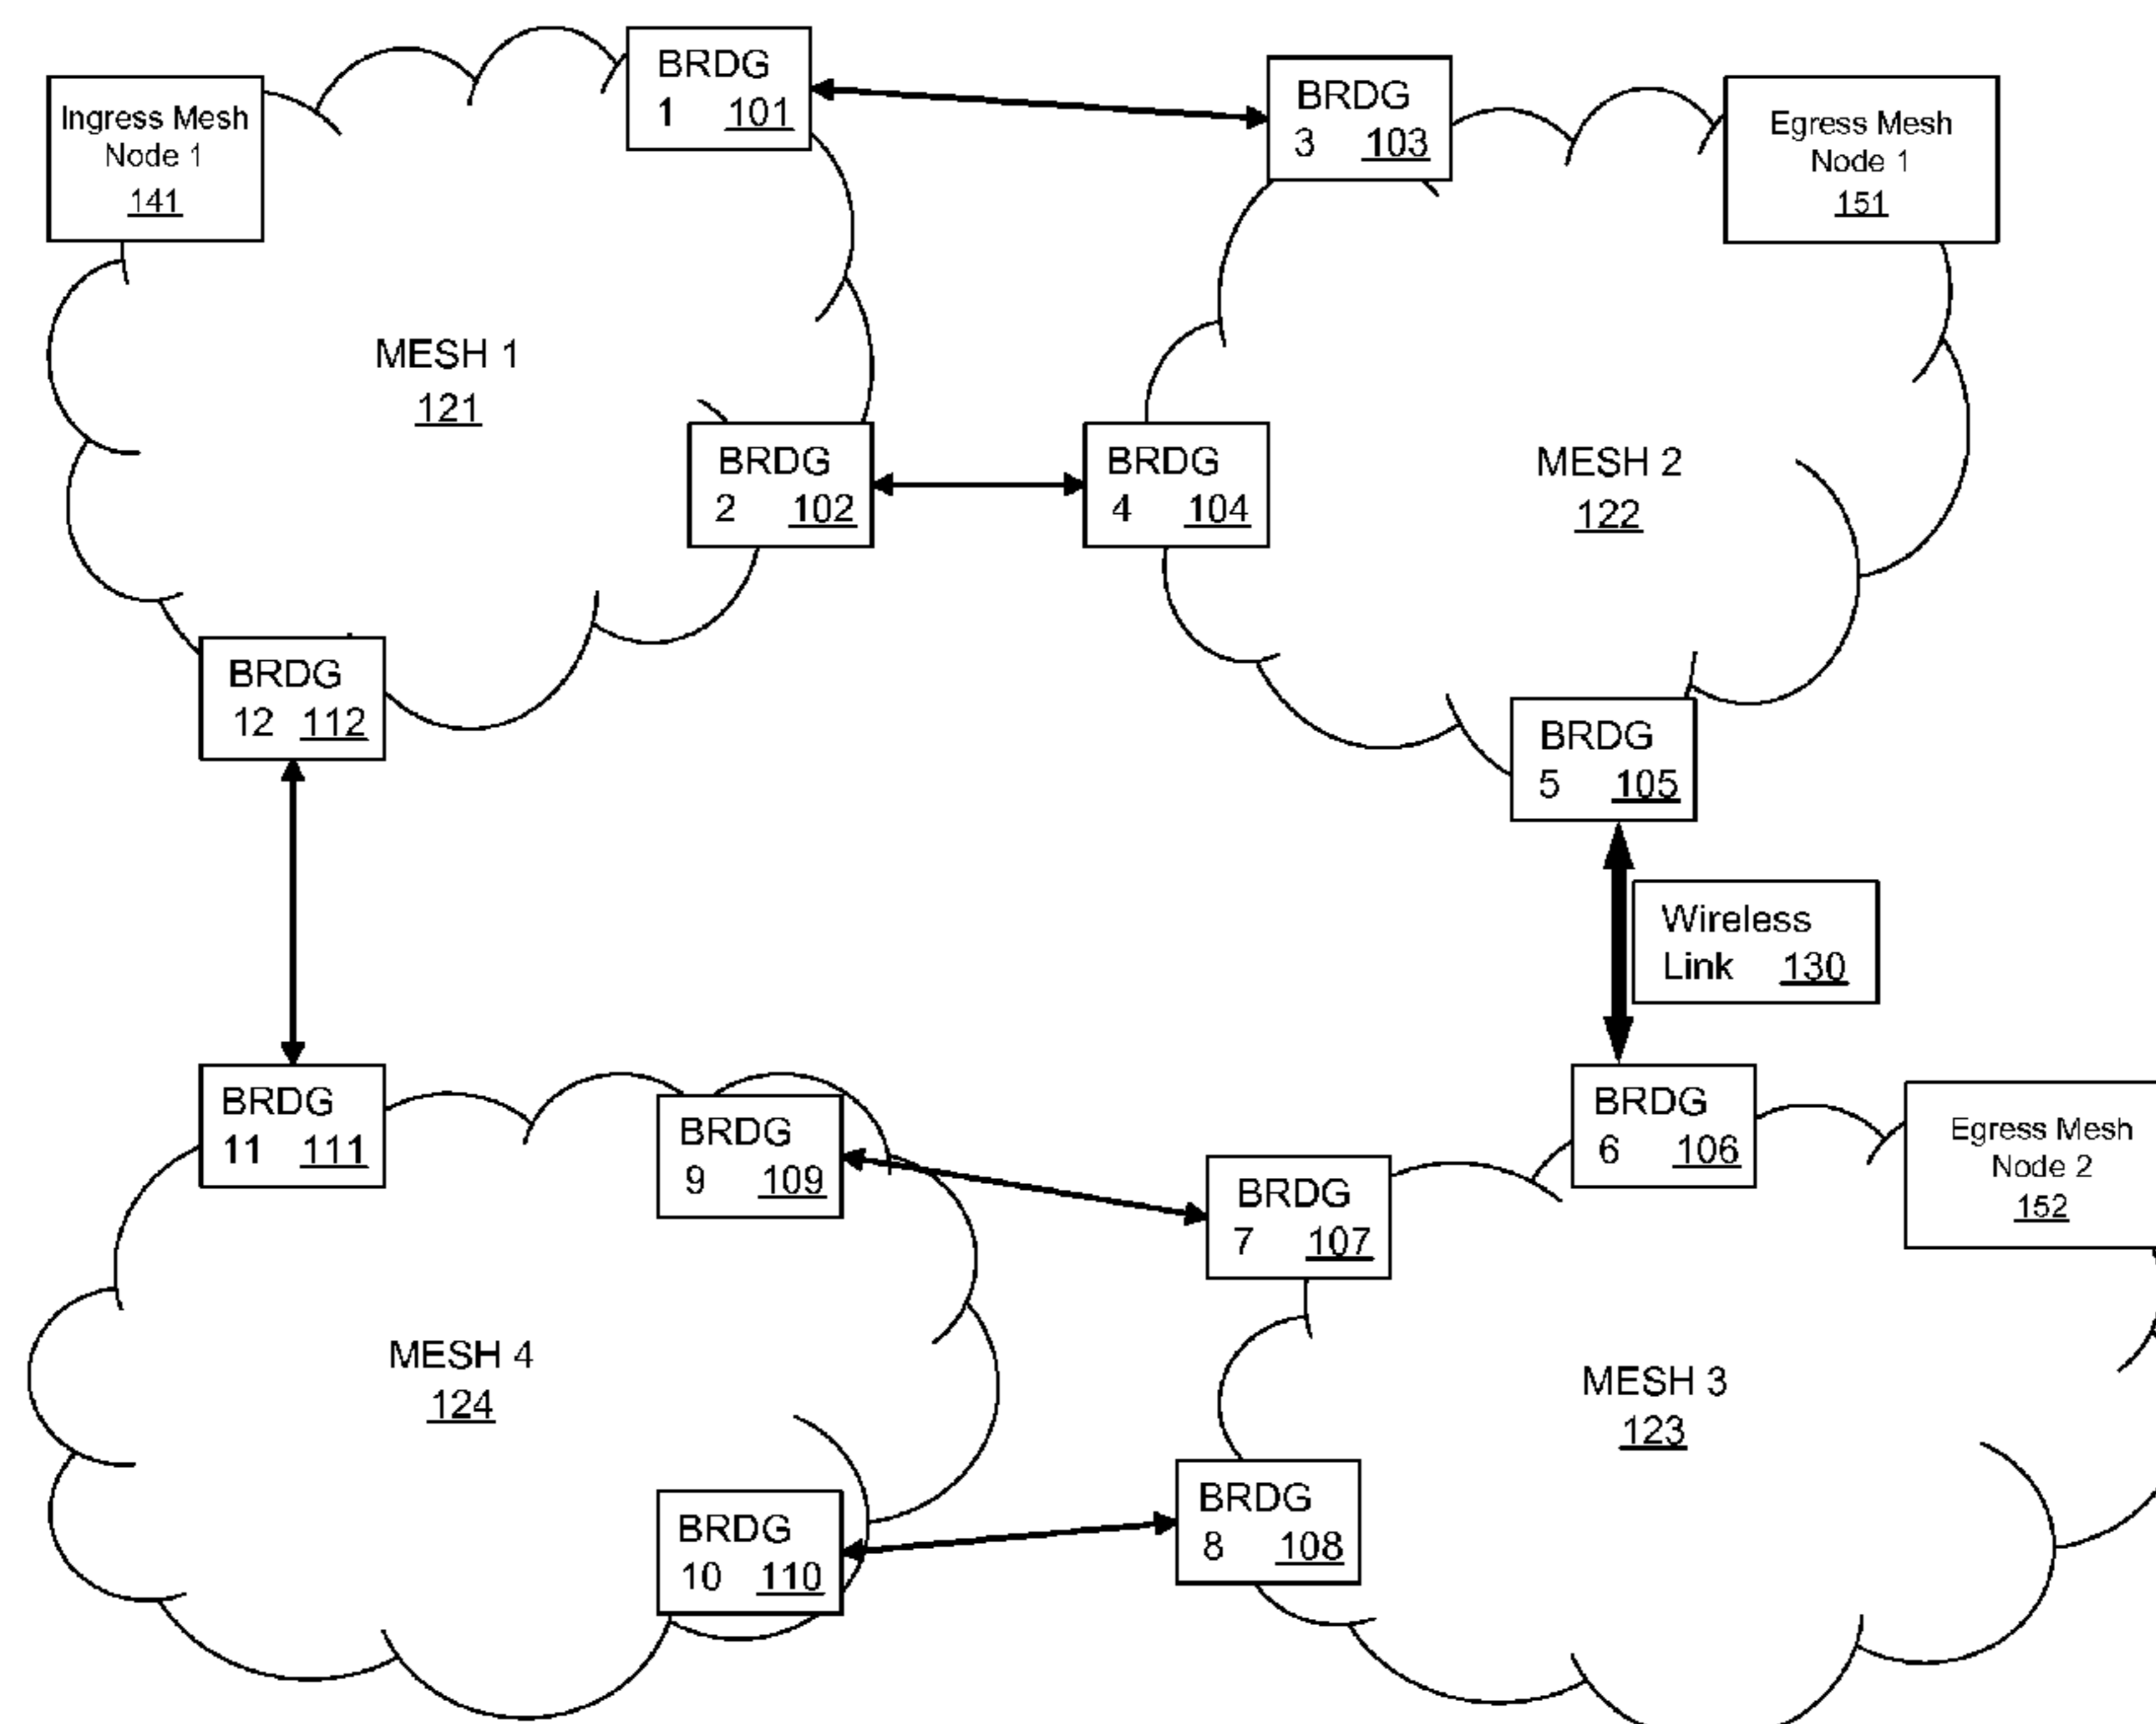 BRDG
1 101
BRDG
3 103
Ingress Mesh
Node 1
141
Egress Mesh
Node 1
151
MESH 1
121
BRDG
2 102
BRDG
4 104
MESH 2
122
BRDG
12 112
BRDG
5 105
Wireless
Link 130
BRDG
11 111
BRDG
9 109
BRDG
7 107
BRDG
6 106
Egress Mesh
Node 2
152
MESH 4
124
MESH 3
123
BRDG
10 110
BRDG
8 108